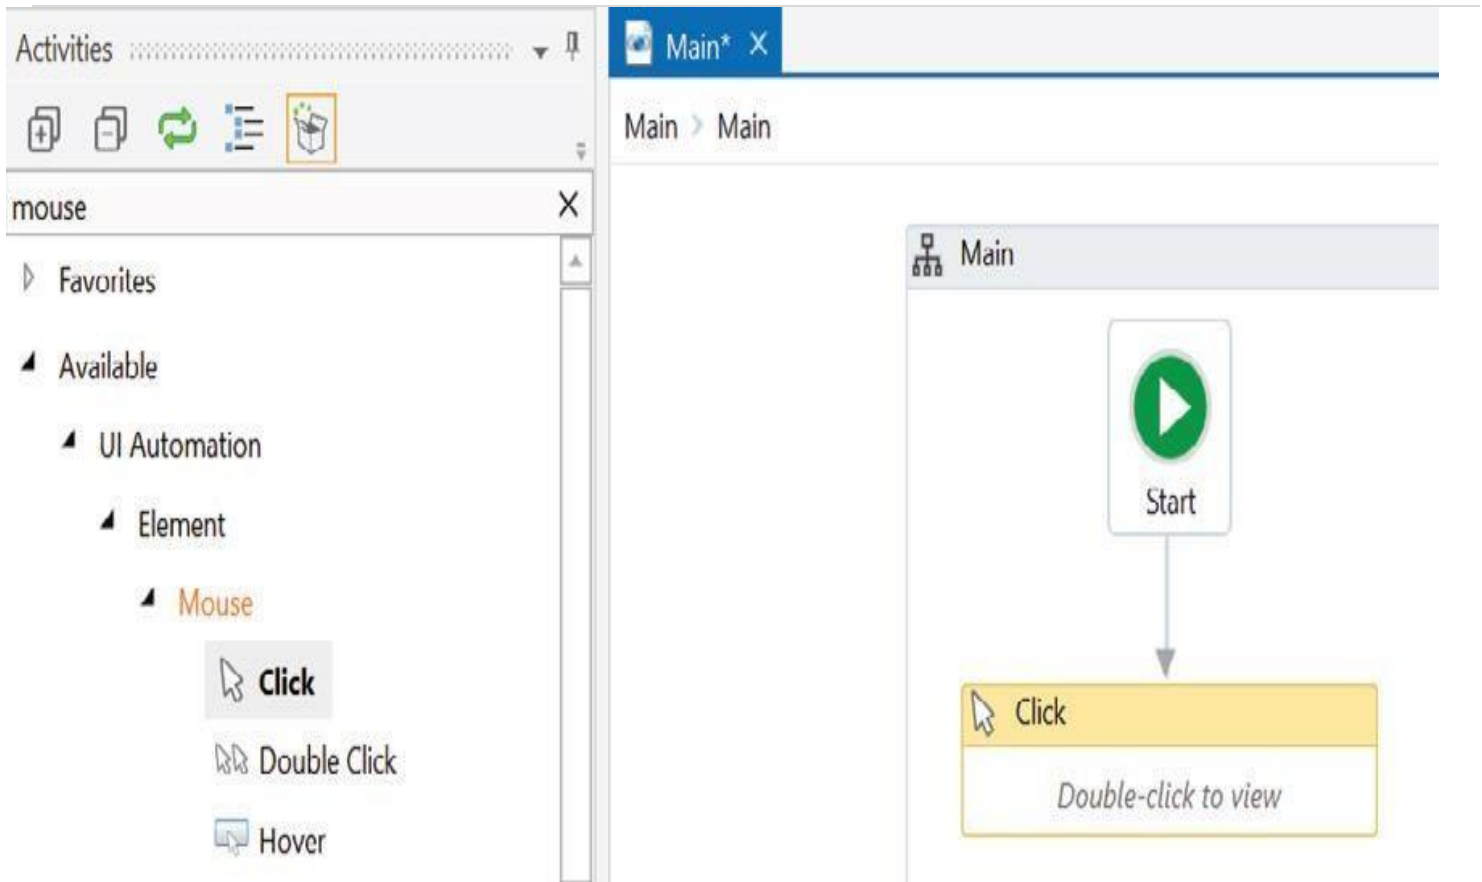 Activities
mouse
Favorites
Available
UI Automation
Element
Mouse
Click
Double Click
Hover
Main*
Main Main
Main
Start
Click
Double-click to view